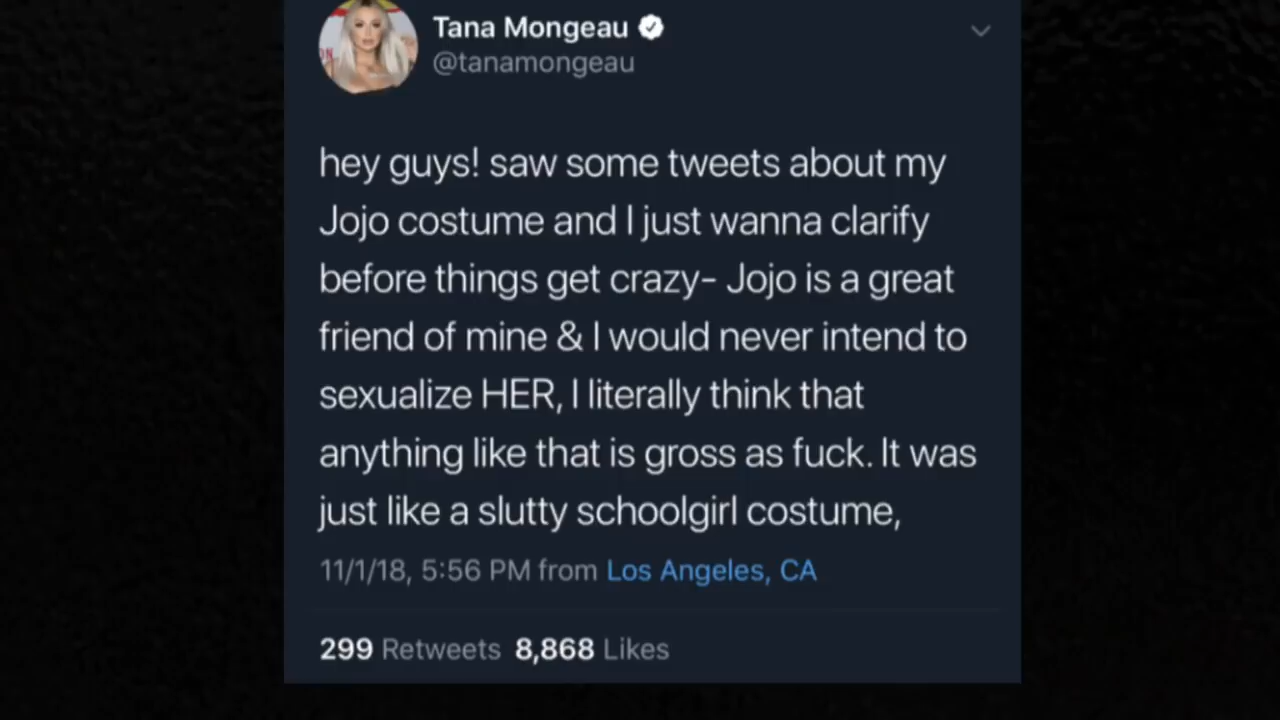 Tana Mongeau
@tanamongeau
hey guys! saw some tweets about my
Jojo costume and I just wanna clarify
before things get crazy- Jojo is a great
friend of mine & I would never intend to
sexualize HER, I literally think that
anything like that is gross as fuck. It was
just like a slutty schoolgirl costume,
11/1/18, 5:56 PM from Los Angeles, CA
299 Retweets 8,868 Likes